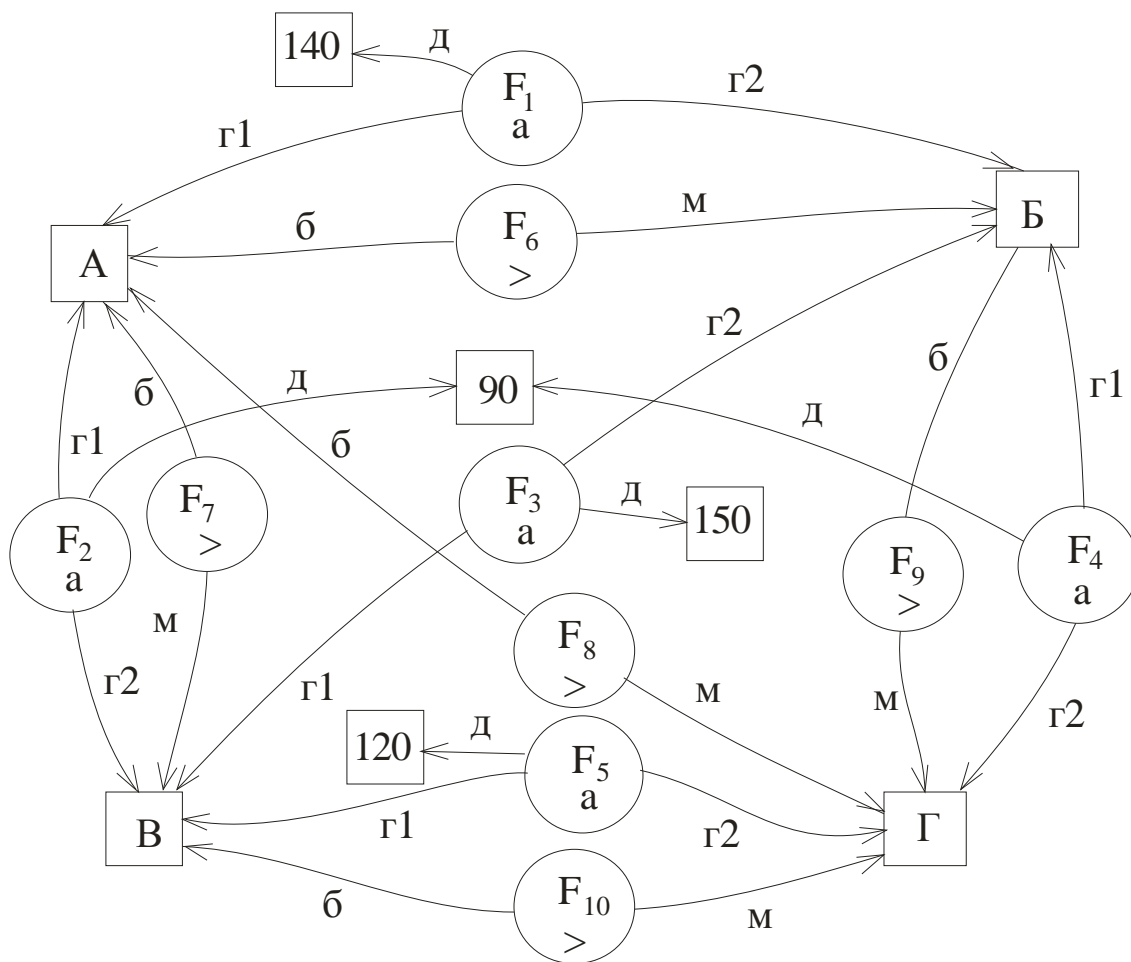 140
д
F1
а
г2
г1
Б
м
б
F6
>
А
г2
б
б
д
90
г1
г1
б
д
F7
>
F3
а
д
150
F2
а
F9
>
F4
а
м
F8
>
г1
м
м
г2
г2
120
д
F5
а
В
г1
г2
Г
б
F10
>
м